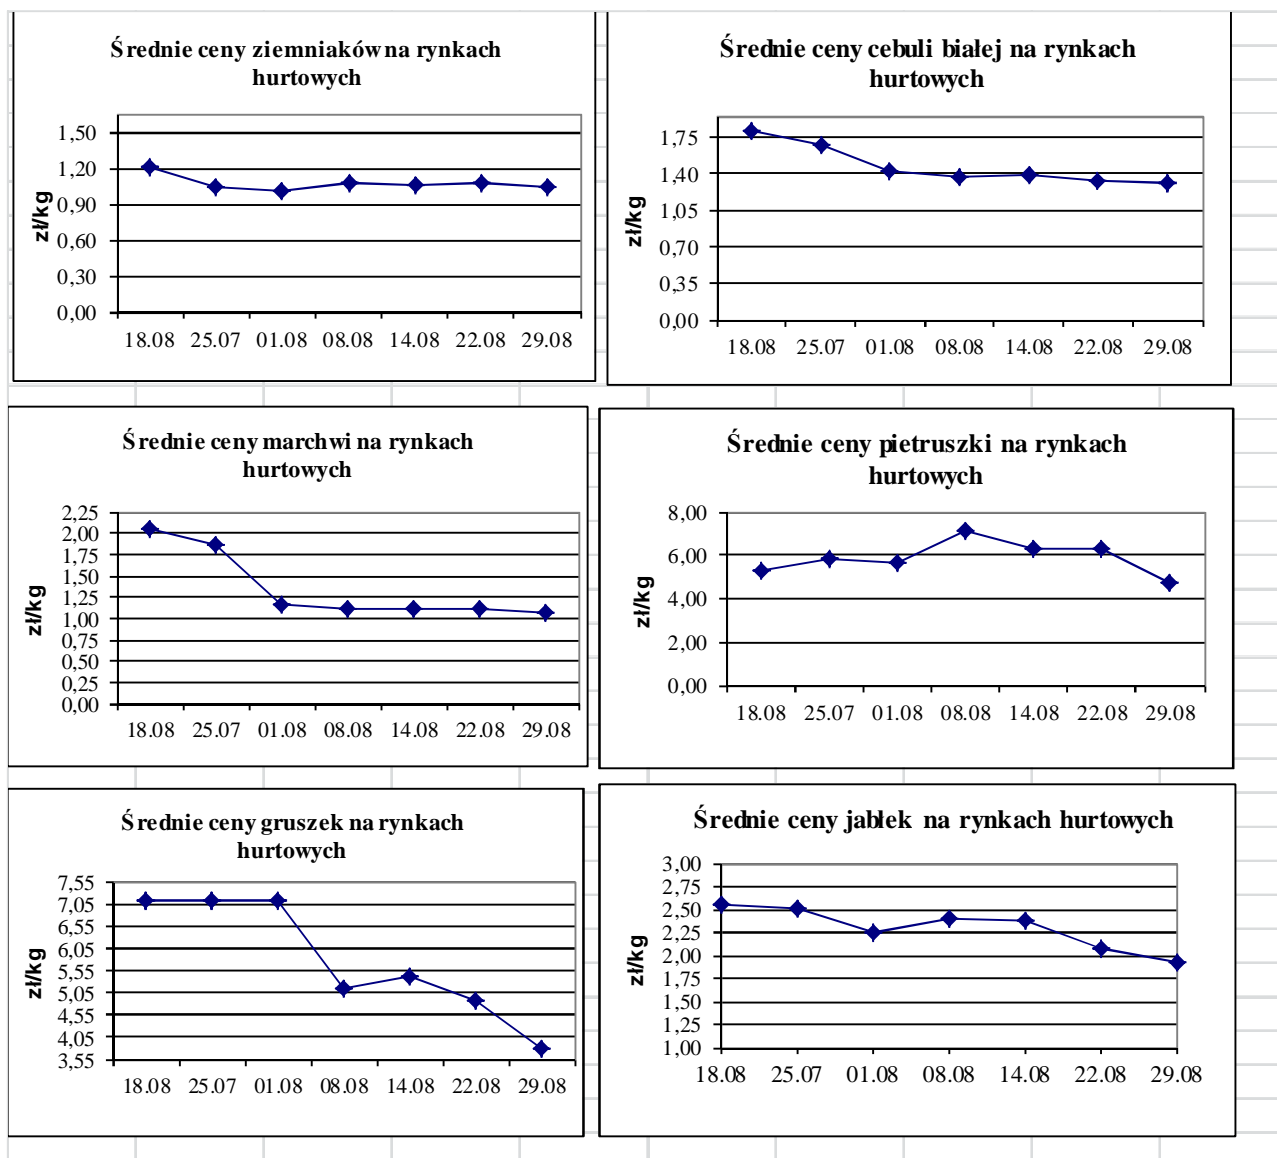 Średnie ceny ziemniaków na rynkach
hurtowych
zł/kg
1,50
1,20
0,90
0,60
0,30
0,00
18.08 25.07 01.08 08.08 14.08 22.08 29.08
Średnie ceny cebuli białej na rynkach
hurtowych
zł/kg
1,75
1,40
1,05
0,70
0,35
0,00
18.08 25.07 01.08 08.08 14.08 22.08 29.08
Średnie ceny marchwi na rynkach
hurtowych
zł/kg
2,25
2,00
1,75
1,50
1,25
1,00
0,75
0,50
0,25
0,00
18.08 25.07 01.08 08.08 14.08 22.08 29.08
Średnie ceny pietruszki na rynkach
hurtowych
zł/kg
8,00
6,00
4,00
2,00
0,00
18.08 25.07 01.08 08.08 14.08 22.08 29.08
Średnie ceny gruszek na rynkach
hurtowych
zł/kg
7,55
7,05
6,55
6,05
5,55
5,05
4,55
4,05
3,55
18.08 25.07 01.08 08.08 14.08 22.08 29.08
Średnie ceny jabłek na rynkach hurtowych
zł/kg
3,00
2,75
2,50
2,25
2,00
1,75
1,50
1,25
1,00
18.08 25.07 01.08 08.08 14.08 22.08 29.08